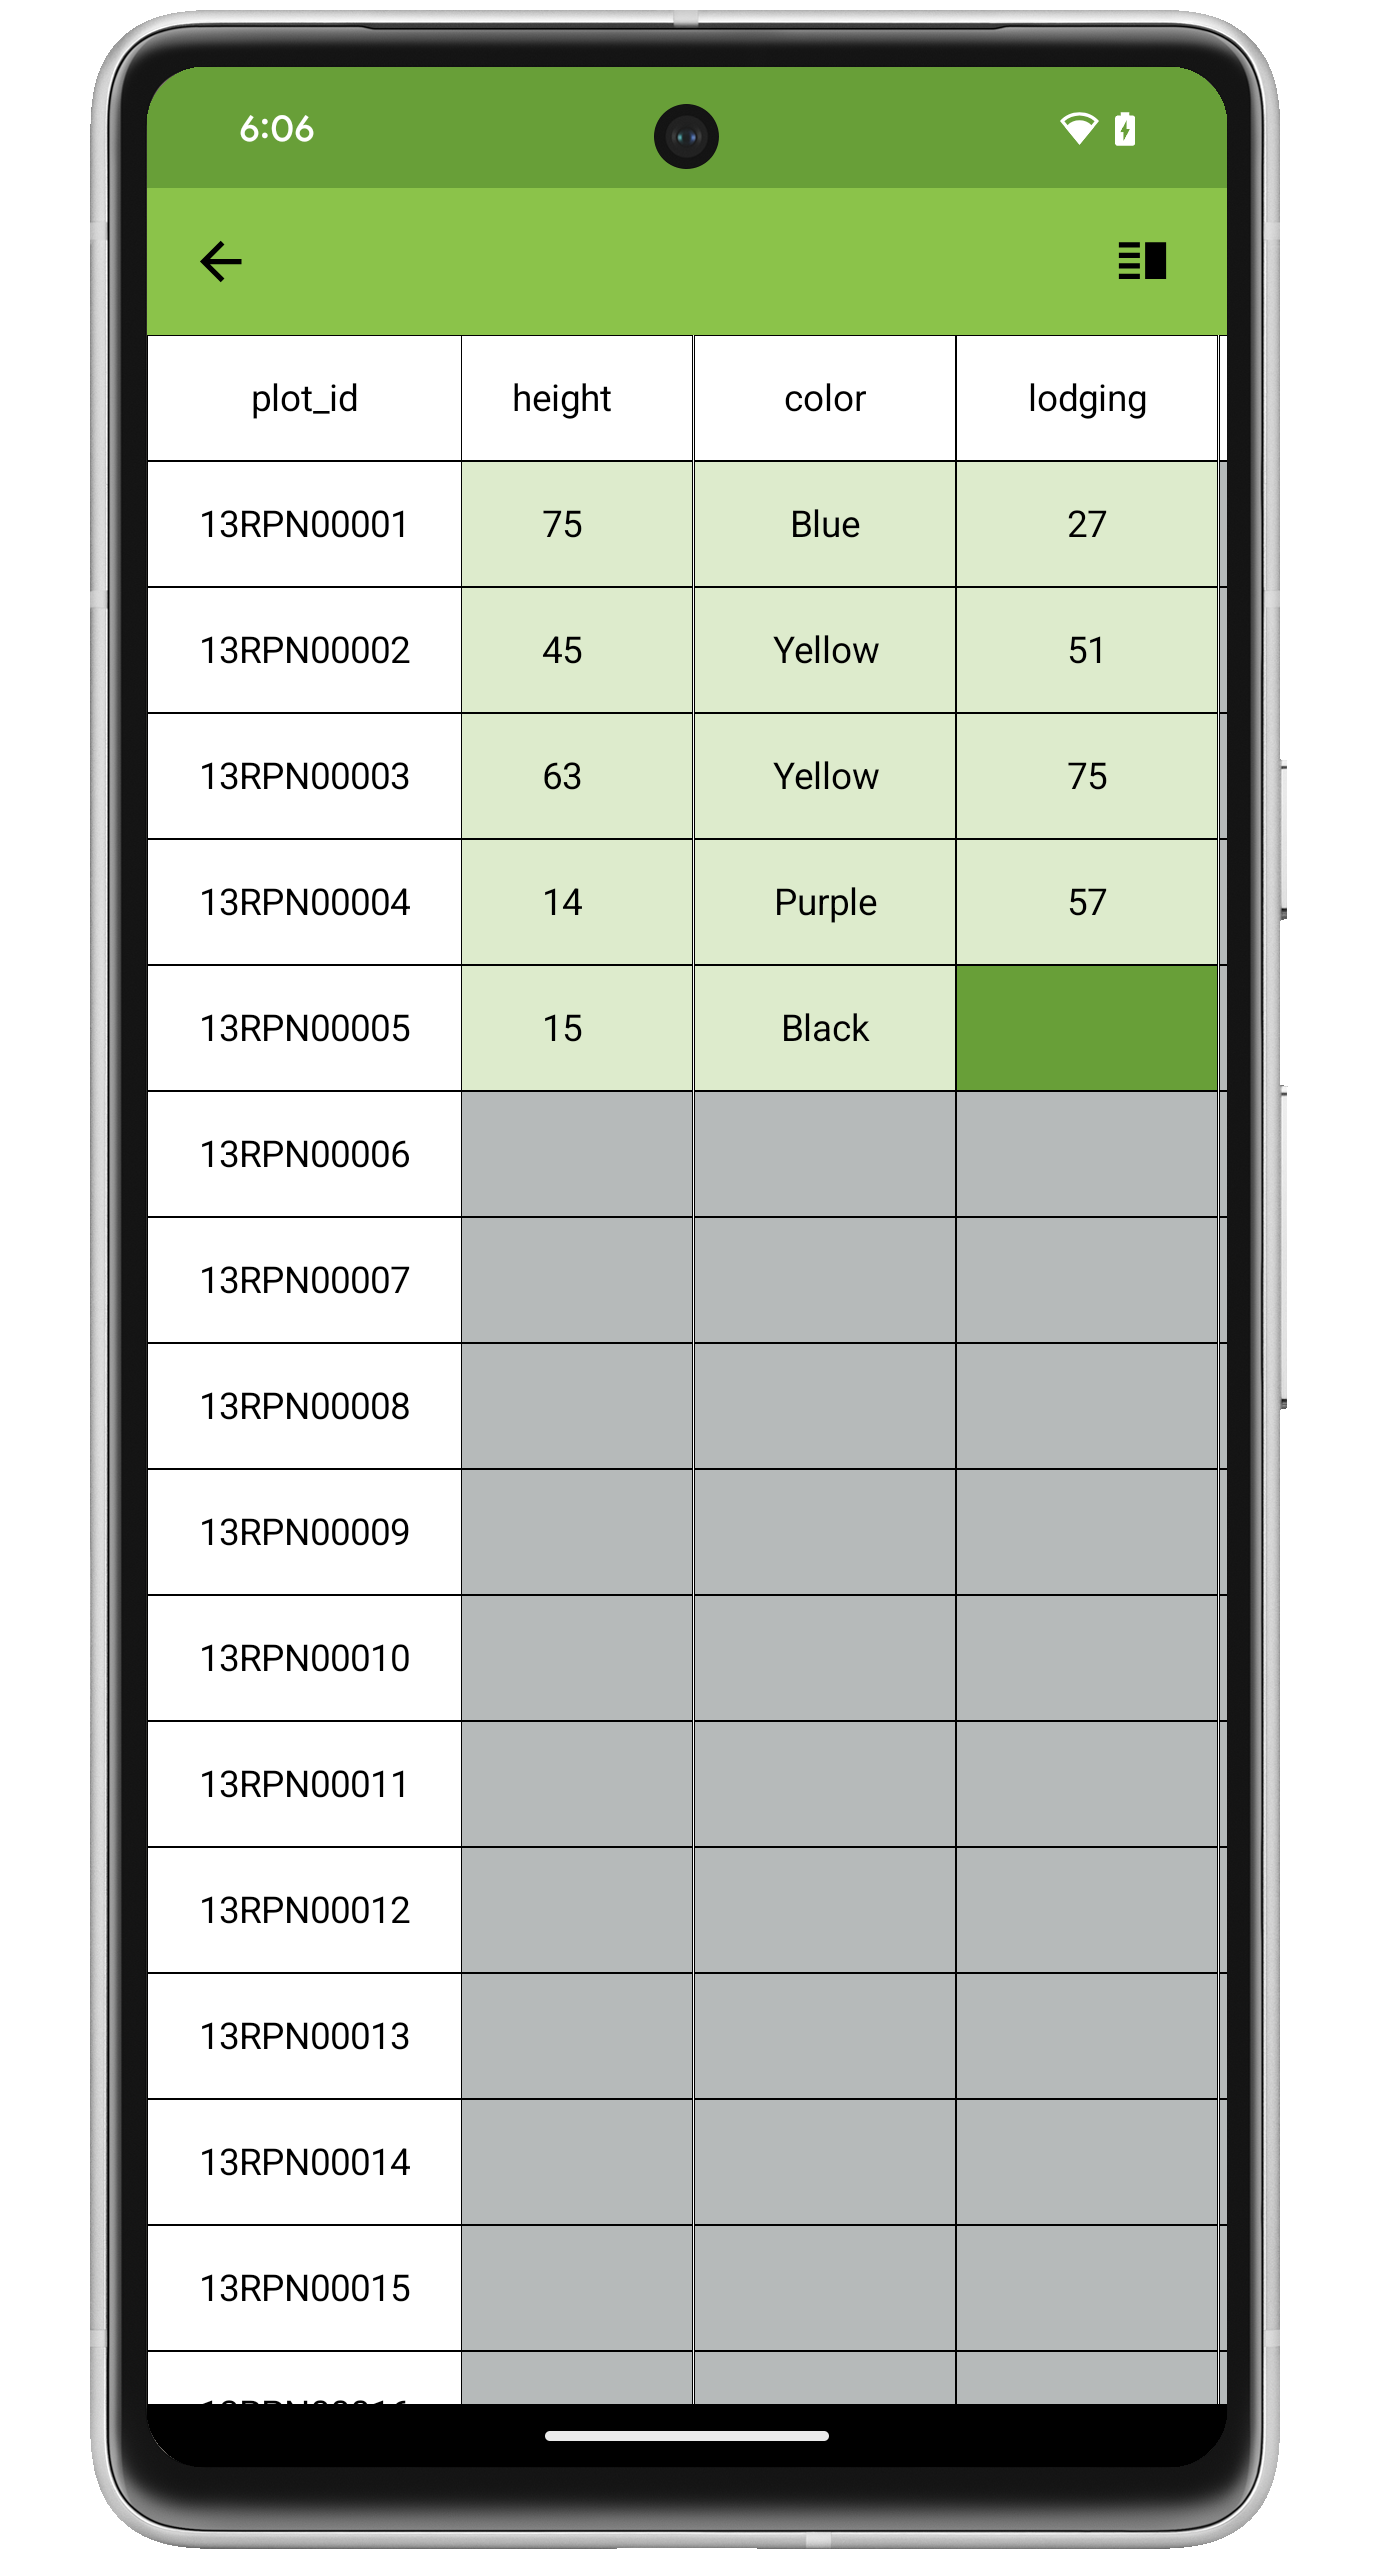 6:06
plot_id height color lodging
13RPN00001 75 Blue 27
13RPN00002 45 Yellow 51
13RPN00003 63 Yellow 75
13RPN00004 14 Purple 57
13RPN00005 15 Black
13RPN00006
13RPN00007
13RPN00008
13RPN00009
13RPN00010
13RPN00011
13RPN00012
13RPN00013
13RPN00014
13RPN00015